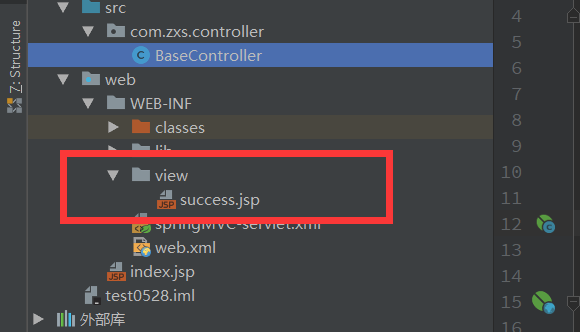 Z: Structure
src
com.zxs.controller
BaseController
web
WEB-INF
classes
lib
view
JSP success.jsp
springMVC-servlet.xml
web.xml
JSP index.jsp
test0528.iml
外部库
4
5
6
7
8
9
10
11
12
13
14
15
16